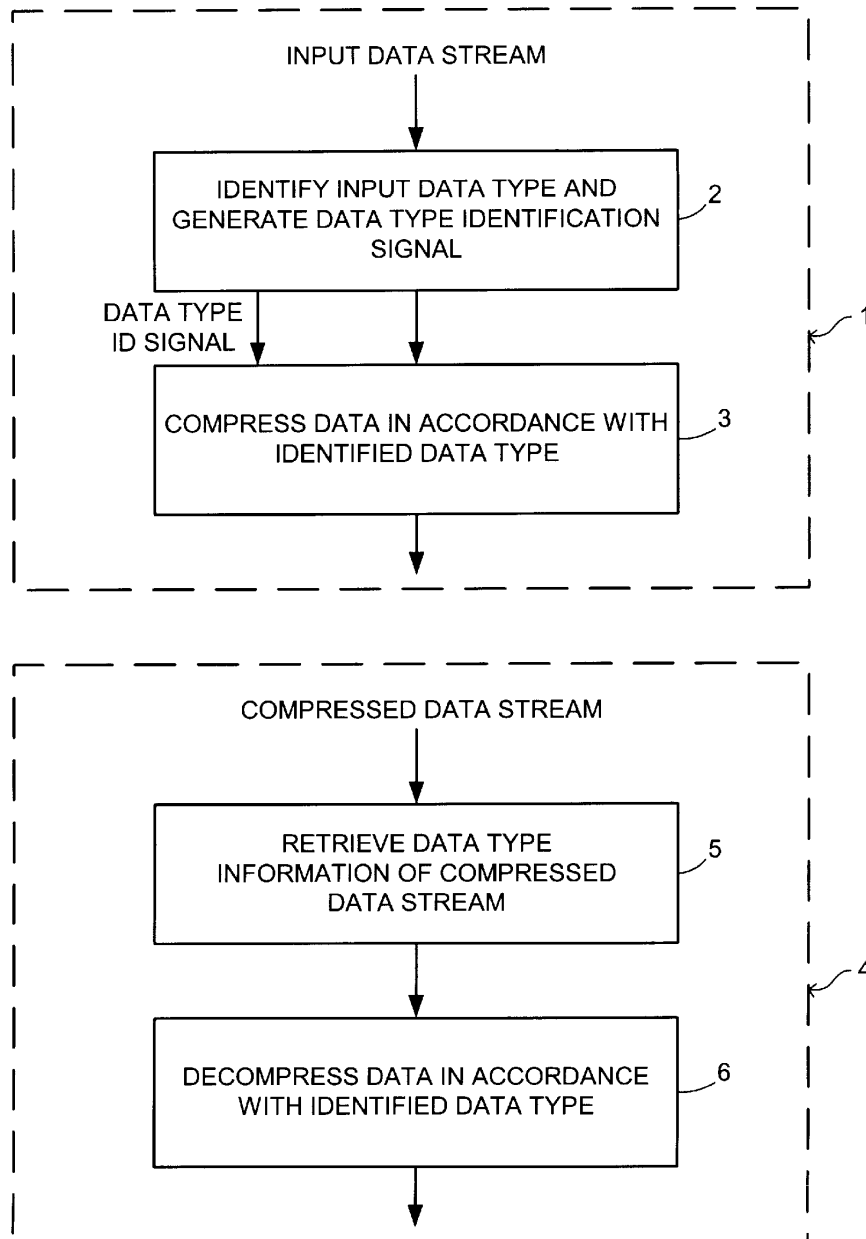 INPUT DATA STREAM
IDENTIFY INPUT DATA TYPE AND
GENERATE DATA TYPE IDENTIFICATION
SIGNAL
2
DATA TYPE
ID SIGNAL
1
COMPRESS DATA IN ACCORDANCE WITH
IDENTIFIED DATA TYPE
3
COMPRESSED DATA STREAM
RETRIEVE DATA TYPE
INFORMATION OF COMPRESSED
DATA STREAM
5
4
DECOMPRESS DATA IN ACCORDANCE
WITH IDENTIFIED DATA TYPE
6